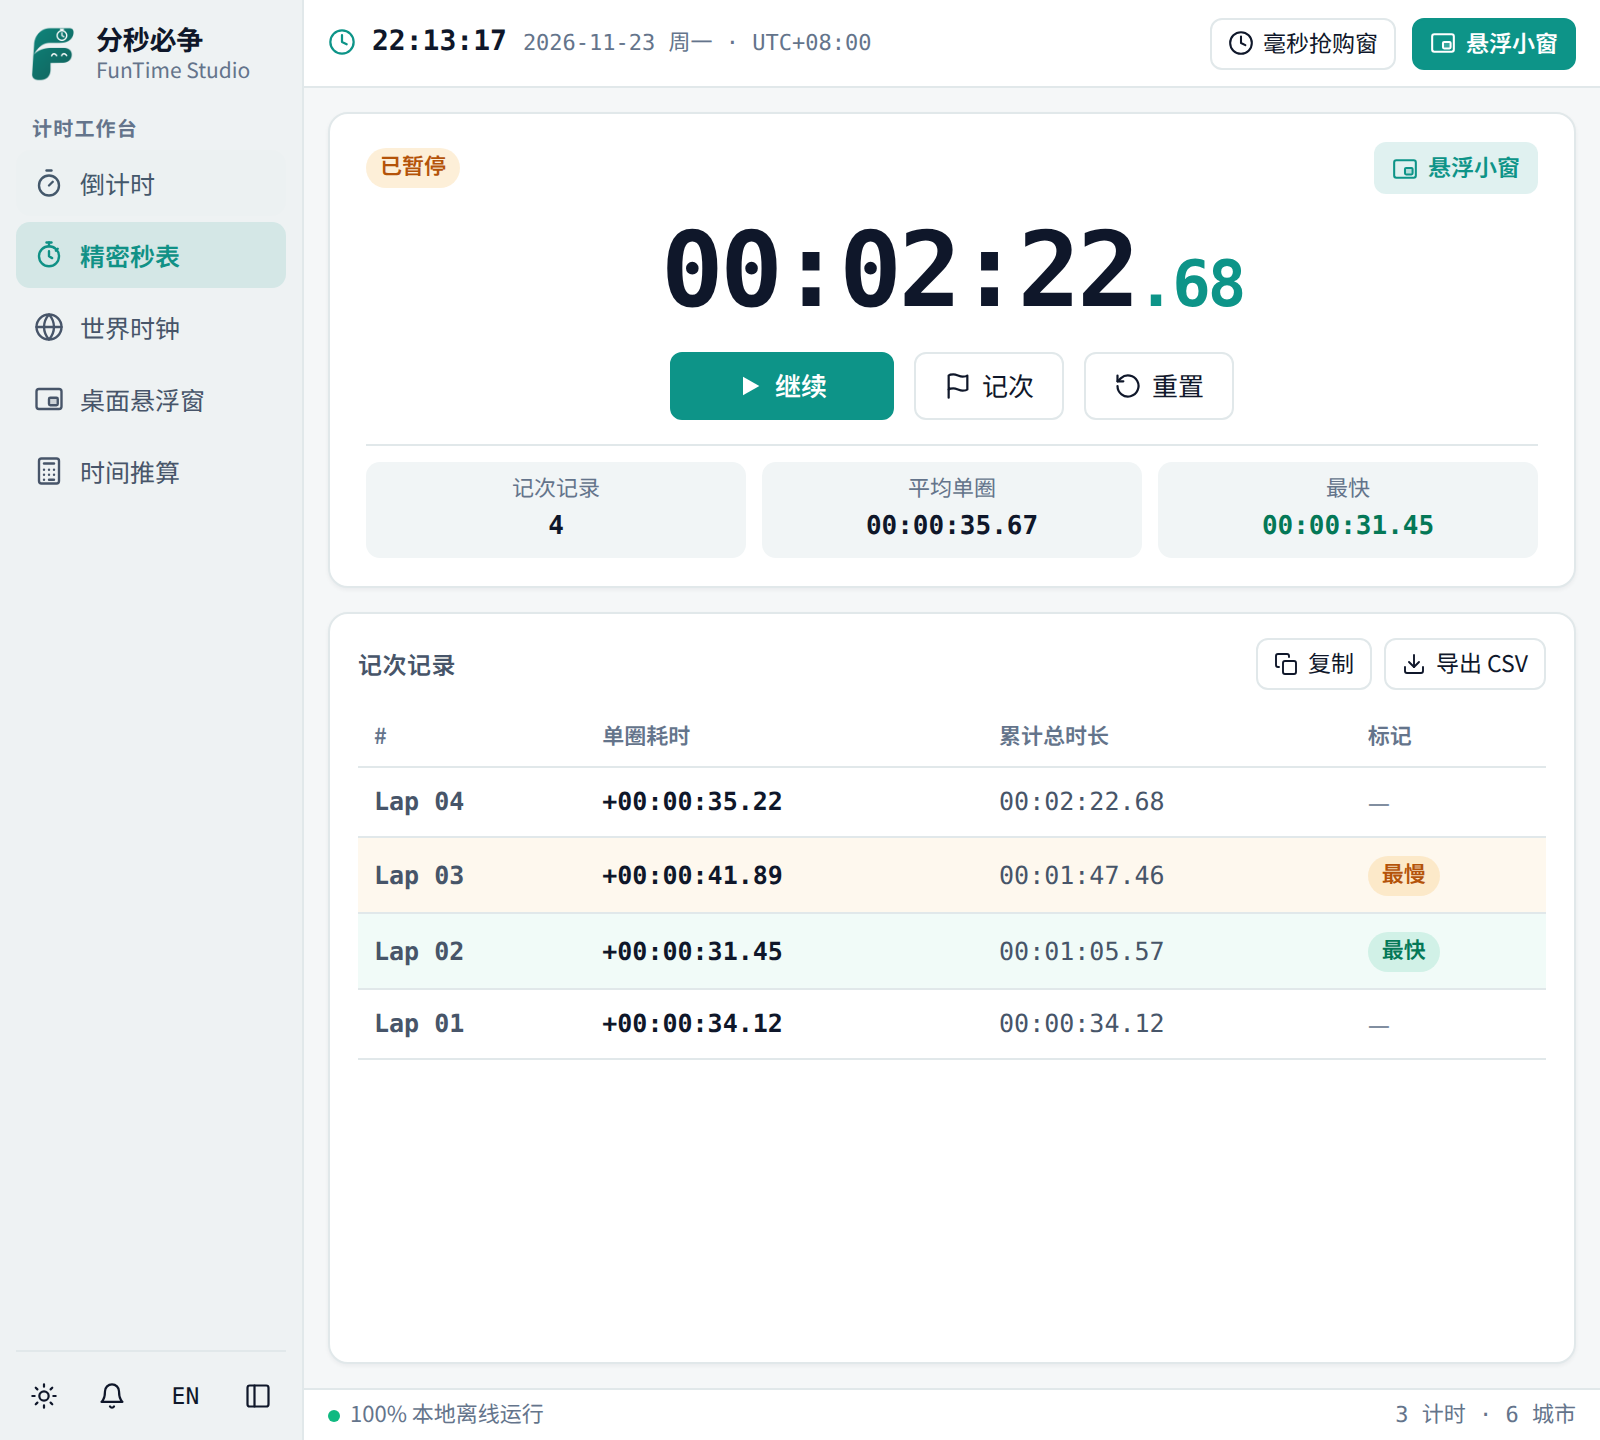 分秒必争
FunTime Studio
计时工作台
倒计时
精密秒表
世界时钟
桌面悬浮窗
时间推算
EN
22:13:17 2026-11-23 周一 · UTC+08:00
毫秒抢购窗
悬浮小窗
已暂停
悬浮小窗
00:02:22.68
继续
记次
重置
记次记录
4
平均单圈
00:00:35.67
最快
00:00:31.45
记次记录
复制
导出 CSV
# 单圈耗时 累计总时长 标记
Lap 04 +00:00:35.22 00:02:22.68 —
Lap 03 +00:00:41.89 00:01:47.46 最慢
Lap 02 +00:00:31.45 00:01:05.57 最快
Lap 01 +00:00:34.12 00:00:34.12 —
100% 本地离线运行
3 计时 · 6 城市